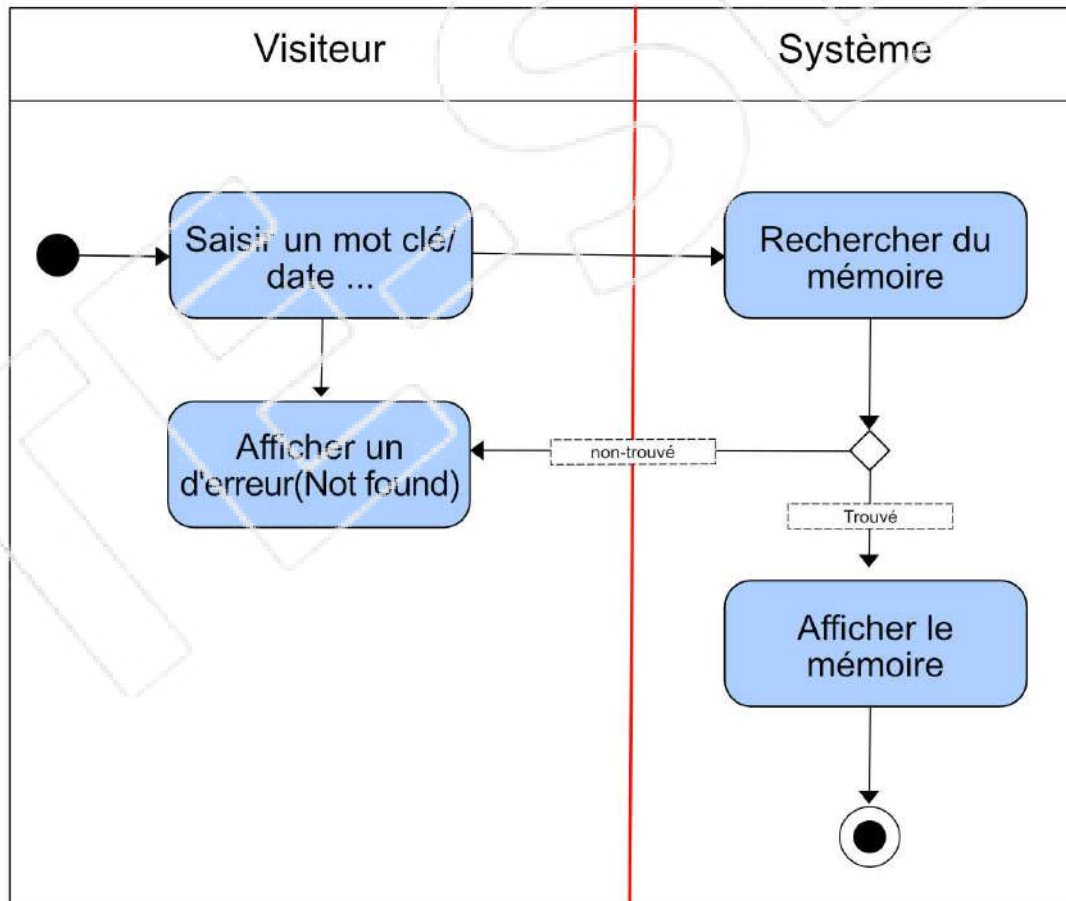 Visiteur
Système
Saisir un mot clé/
date ...
Rechercher du
mémoire
Afficher un
d'erreur(Not found)
non-trouvé
Trouvé
Afficher le
mémoire